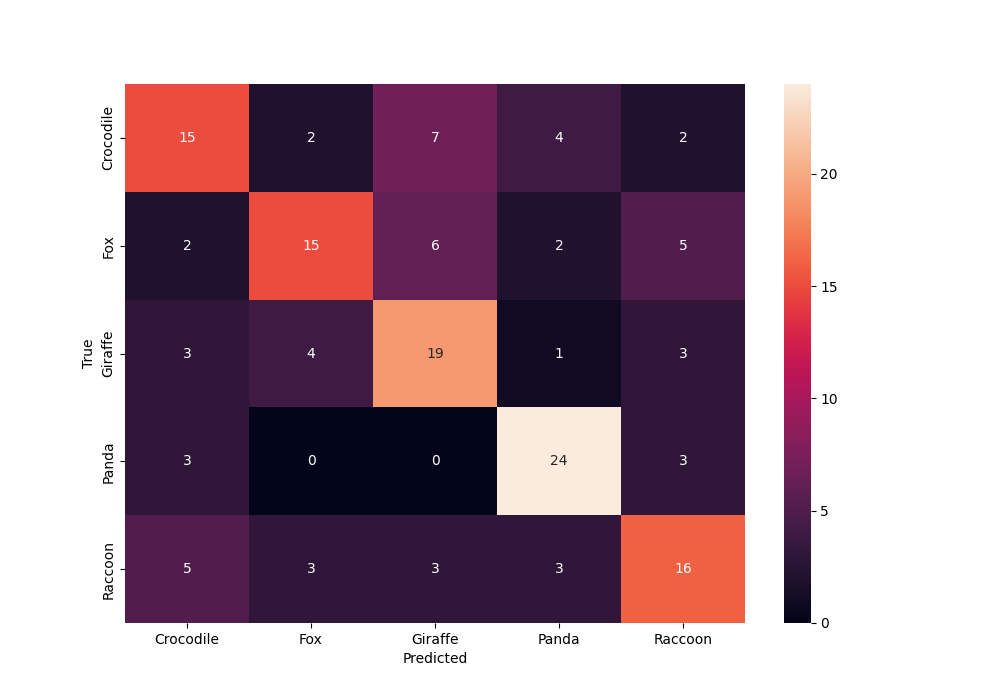 Crocodile 15 2 7 4 2
Fox 2 15 6 2 5
Giraffe 3 4 19 1 3
Panda 3 0 0 24 3
Raccoon 5 3 3 3 16
True
Crocodile Fox Giraffe Panda Raccoon
Predicted
20
15
10
5
0